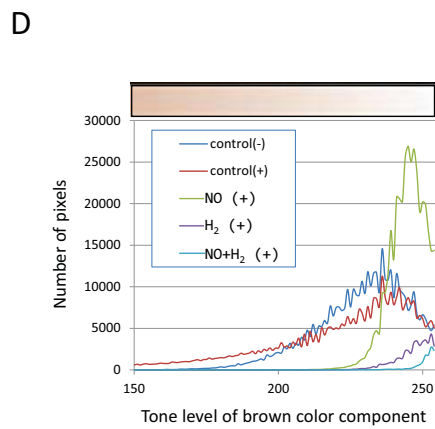 D
30000
25000
20000
15000
10000
5000
0
Number of pixels
control(-)
control(+)
NO (+)
H₂ (+)
NO+H₂ (+)
150 200 250
Tone level of brown color component